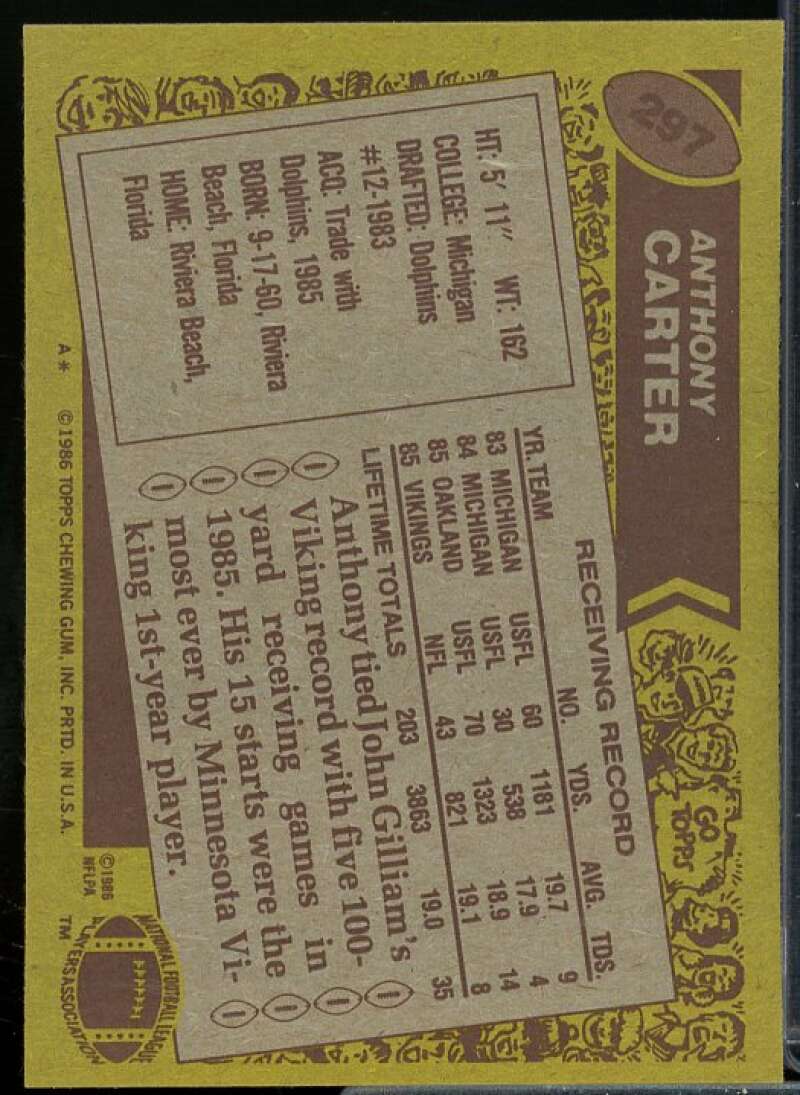 297
ANTHONY
CARTER
HT: 5' 11" WT: 162
COLLEGE: Michigan
DRAFTED: Dolphins
#12-1983
ACQ: Trade with
Dolphins, 1985
BORN: 9-17-60, Riviera
Beach, Florida
HOME: Riviera Beach,
Florida
RECEIVING RECORD
YR. TEAM NO. YDS. AVG. TDS.
83 MICHIGAN USFL 60 1181 19.7 9
84 MICHIGAN USFL 30 538 17.9 4
85 OAKLAND USFL 70 1323 18.9 14
85 VIKINGS NFL 43 821 19.1 8
LIFETIME TOTALS 203 3863 19.0 35
Anthony tied John Gilliam's
Viking record with five 100-
yard receiving games in
1985. His 15 starts were the
most ever by Minnesota Vi-
king 1st-year player.
GO
TOPPS
A* © 1986 TOPPS CHEWING GUM, INC. PRTD. IN U.S.A.
© 1986
NFLPA
NATIONAL FOOTBALL LEAGUE
PLAYERS ASSOCIATION
TM